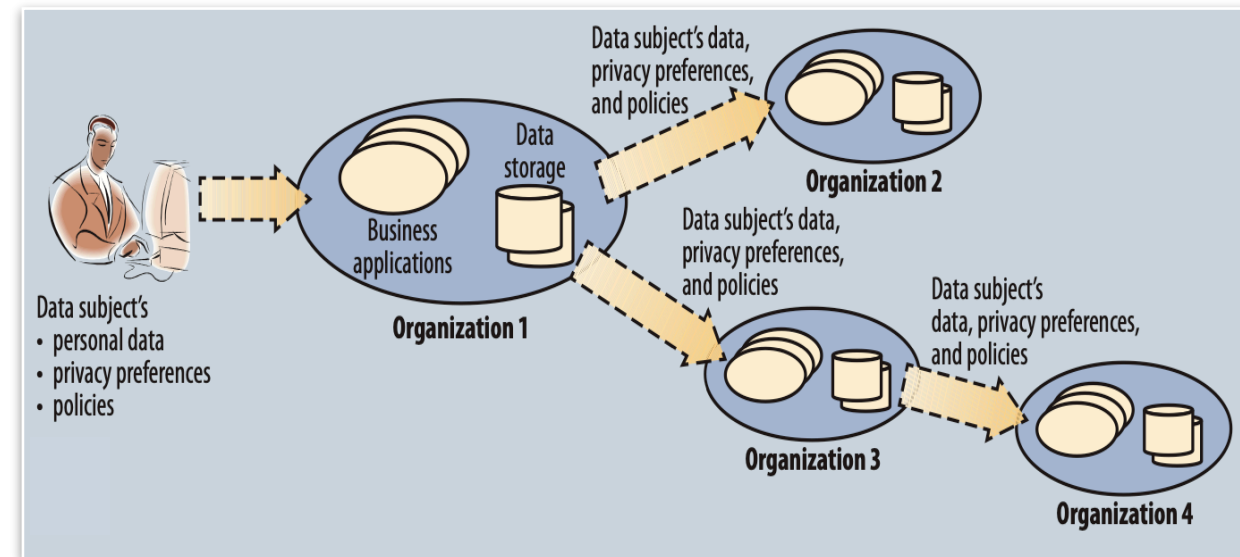 Data subject's
• personal data
• privacy preferences
• policies
Business
applications
Data
storage
Organization 1
Data subject's data,
privacy preferences,
and policies
Organization 2
Data subject's data,
privacy preferences,
and policies
Organization 3
Data subject's
data, privacy preferences,
and policies
Organization 4